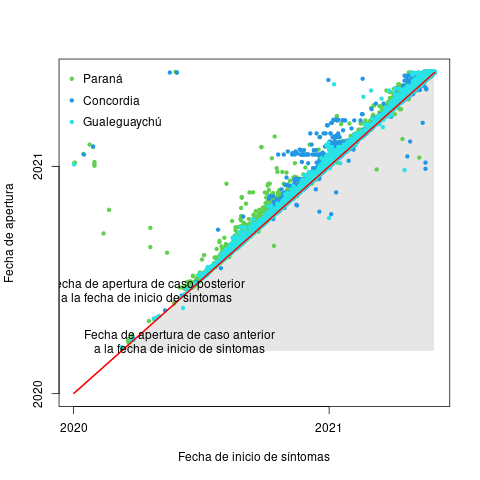 Paraná
Concordia
Gualeguaychú
2021
Fecha de apertura
echa de apertura de caso posterior
a la fecha de inicio de síntomas
Fecha de apertura de caso anterior
a la fecha de inicio de sintomas
2020
2020
2021
Fecha de inicio de síntomas